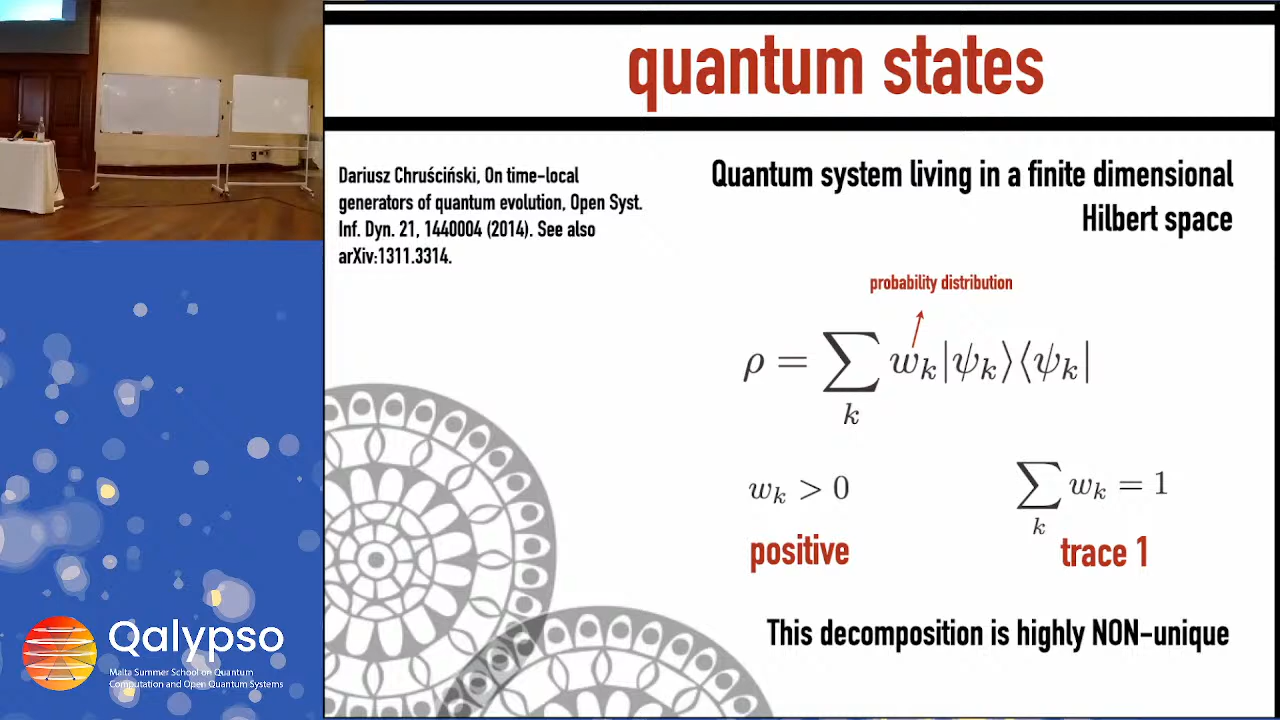 quantum states
Dariusz Chruściński, On time-local
generators of quantum evolution, Open Syst.
Inf. Dyn. 21, 1440004 (2014). See also
arXiv:1311.3314.
Quantum system living in a finite dimensional
Hilbert space
probability distribution
ρ = ∑_k w_k|ψ_k⟩⟨ψ_k|
w_k > 0
∑_k w_k = 1
positive
trace 1
This decomposition is highly NON-unique
Qalypso
Malta Summer School on Quantum
Computation and Open Quantum Systems